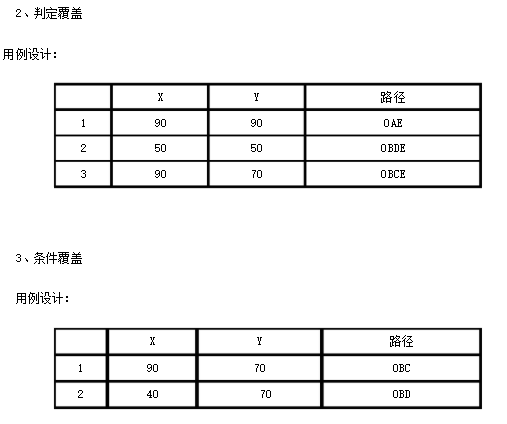 2、判定覆盖
用例设计:
X Y 路径
1 90 90 OAE
2 50 50 OBDE
3 90 70 OBCE
3、条件覆盖
用例设计:
X Y 路径
1 90 70 OBC
2 40 70 OBD